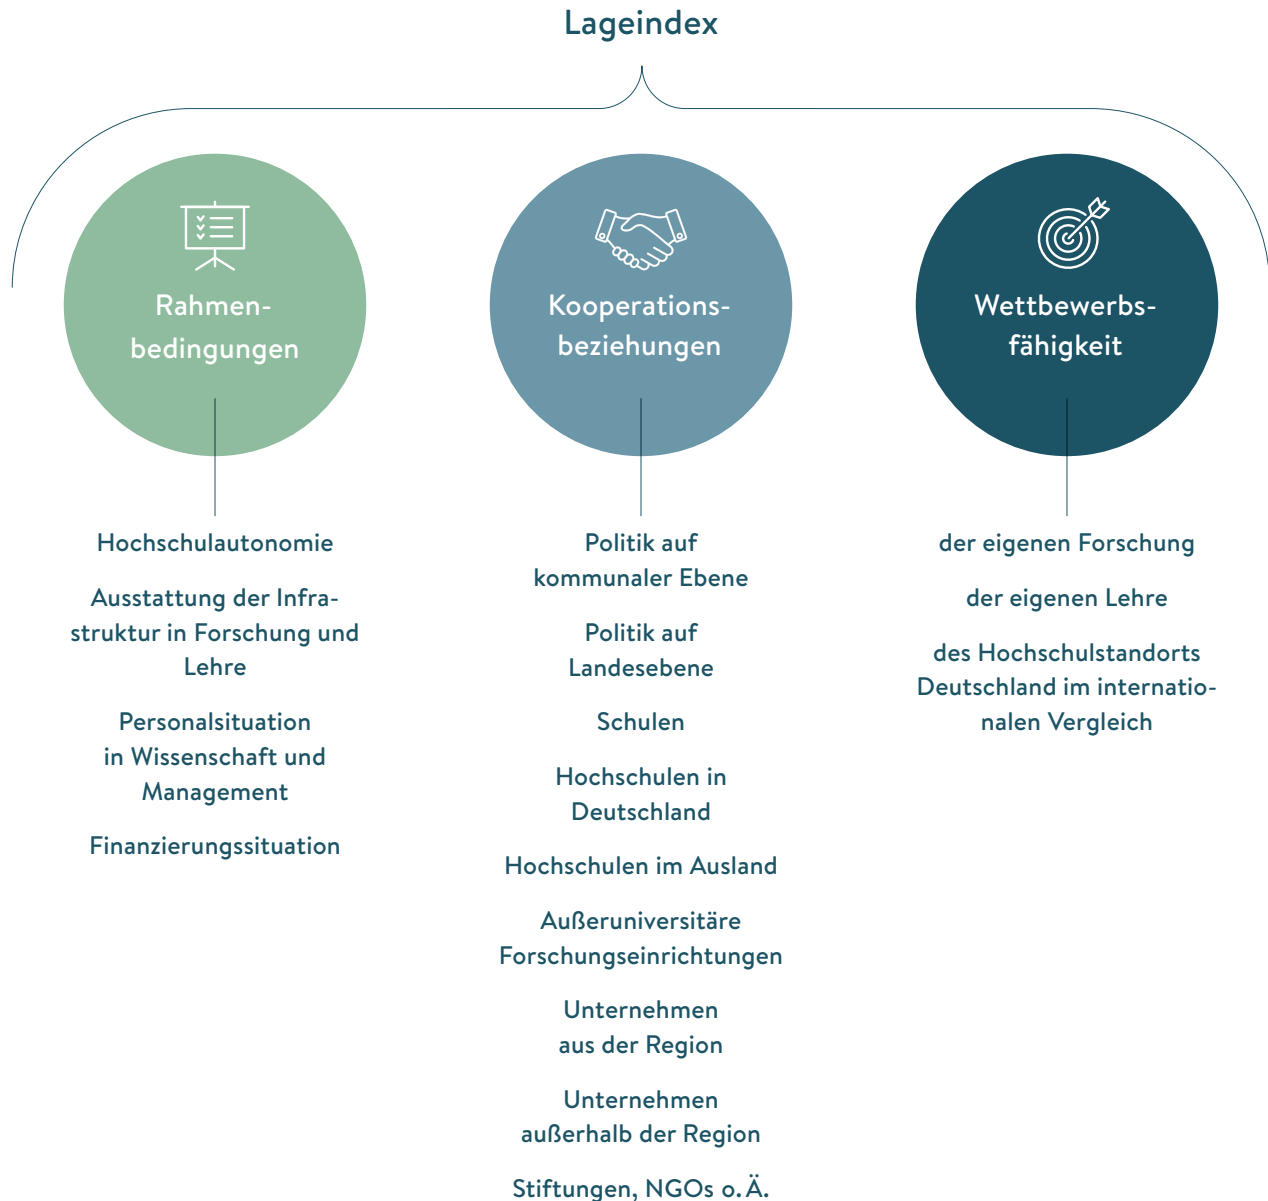 Lageindex
Rahmen-
bedingungen
Hochschulautonomie
Ausstattung der Infra-
struktur in Forschung und
Lehre
Personalsituation
in Wissenschaft und
Management
Finanzierungssituation
Kooperations-
beziehungen
Politik auf
kommunaler Ebene
Politik auf
Landesebene
Schulen
Hochschulen in
Deutschland
Hochschulen im Ausland
Außeruniversitäre
Forschungseinrichtungen
Unternehmen
aus der Region
Unternehmen
außerhalb der Region
Stiftungen, NGOs o. Ä.
Wettbewerbs-
fähigkeit
der eigenen Forschung
der eigenen Lehre
des Hochschulstandorts
Deutschland im internatio-
nalen Vergleich